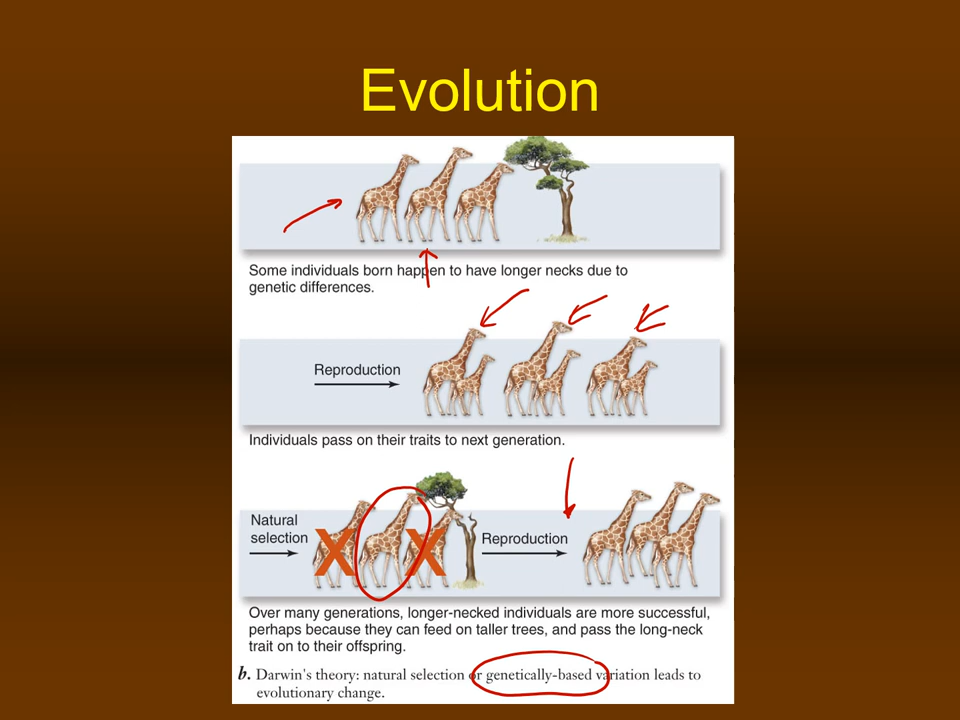 Evolution
Some individuals born happen to have longer necks due to
genetic differences.
Reproduction
Individuals pass on their traits to next generation.
Natural
selection
X
X
Reproduction
Over many generations, longer-necked individuals are more successful,
perhaps because they can feed on taller trees, and pass the long-neck
trait on to their offspring.
b. Darwin's theory: natural selection or genetically-based variation leads to
evolutionary change.